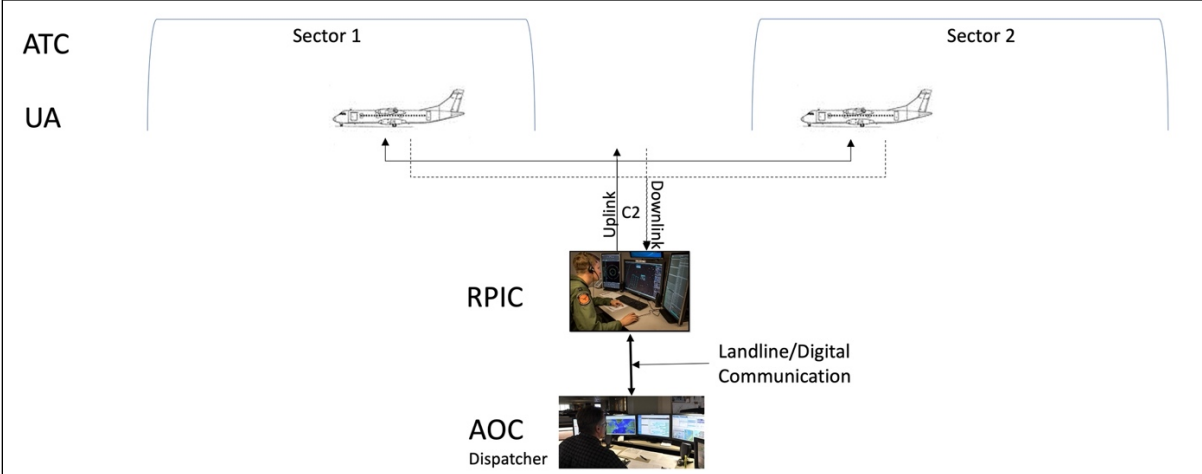 ATC
Sector 1
Sector 2
UA
Uplink
C2
Downlink
RPIC
Landline/Digital
Communication
AOC
Dispatcher